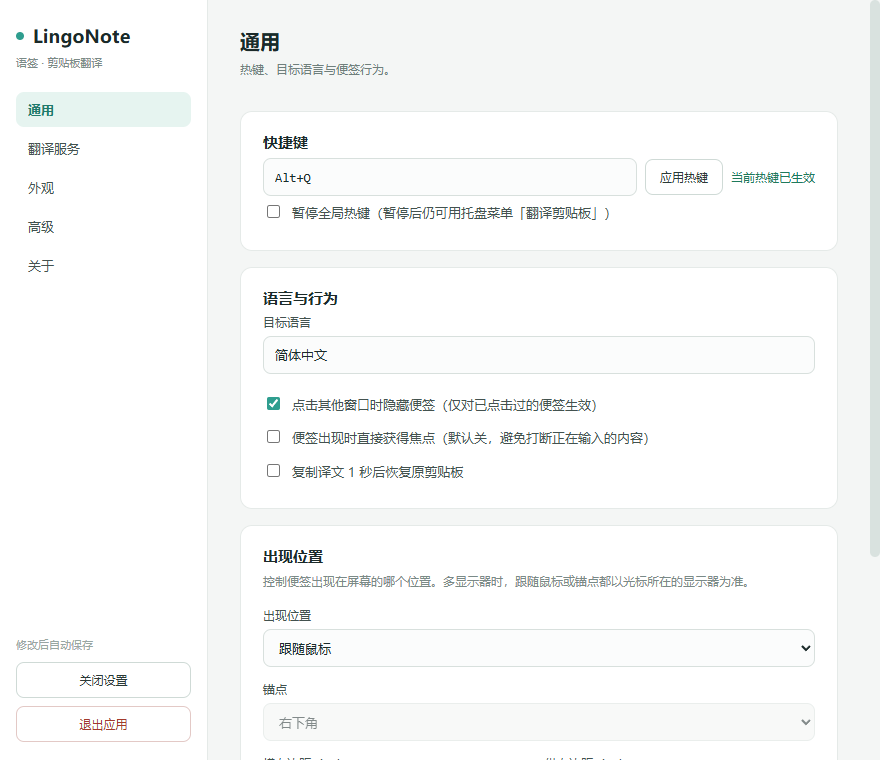 LingoNote
语签 · 剪贴板翻译
通用
翻译服务
外观
高级
关于
修改后自动保存
关闭设置
退出应用
通用
热键、目标语言与便签行为。
快捷键
Alt+Q
应用热键
当前热键已生效
暂停全局热键（暂停后仍可用托盘菜单「翻译剪贴板」）
语言与行为
目标语言
简体中文
点击其他窗口时隐藏便签（仅对已点击过的便签生效）
便签出现时直接获得焦点（默认关，避免打断正在输入的内容）
复制译文 1 秒后恢复原剪贴板
出现位置
控制便签出现在屏幕的哪个位置。多显示器时，跟随鼠标或锚点都以光标所在的显示器为准。
出现位置
跟随鼠标
锚点
右下角